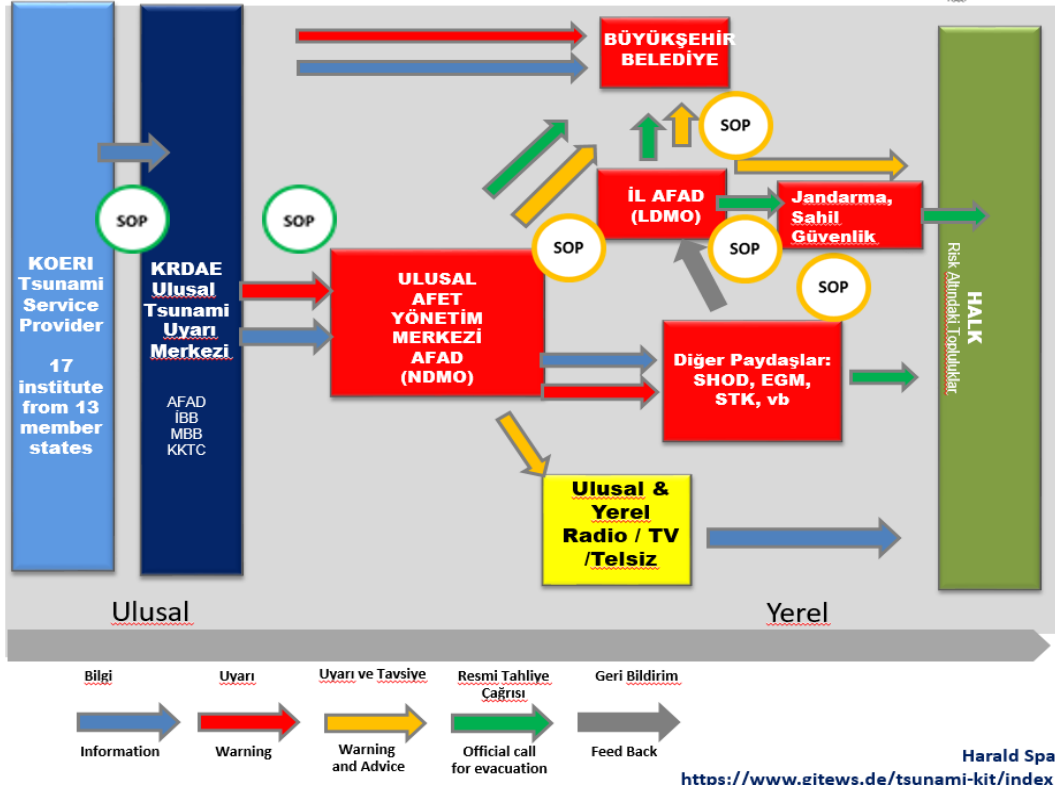 BÜYÜKŞEHİR
BELEDİYE
SOP
İL AFAD
(LDMO)
Jandarma,
Sahil
Güvenlik
SOP
SOP
SOP
SOP
SOP
KOERI
Tsunami
Service
Provider
17
institute
from 13
member
states
KRDAE
Ulusal
Tsunami
Uyarı
Merkezi
AFAD
İBB
MBB
KKTC
ULUSAL
AFET
YÖNETİM
MERKEZİ
AFAD
(NDMO)
Diğer Paydaşlar:
SHOD, EGM,
STK, vb
HALK
Risk Altındaki Topluluklar
Ulusal &
Yerel
Radio / TV
/Telsiz
Ulusal
Yerel
Bilgi
Uyarı
Uyarı ve Tavsiye
Resmi Tahliye
Çağrısı
Geri Bildirim
Information
Warning
Warning
and Advice
Official call
for evacuation
Feed Back
Harald Spa
https://www.gitews.de/tsunami-kit/index